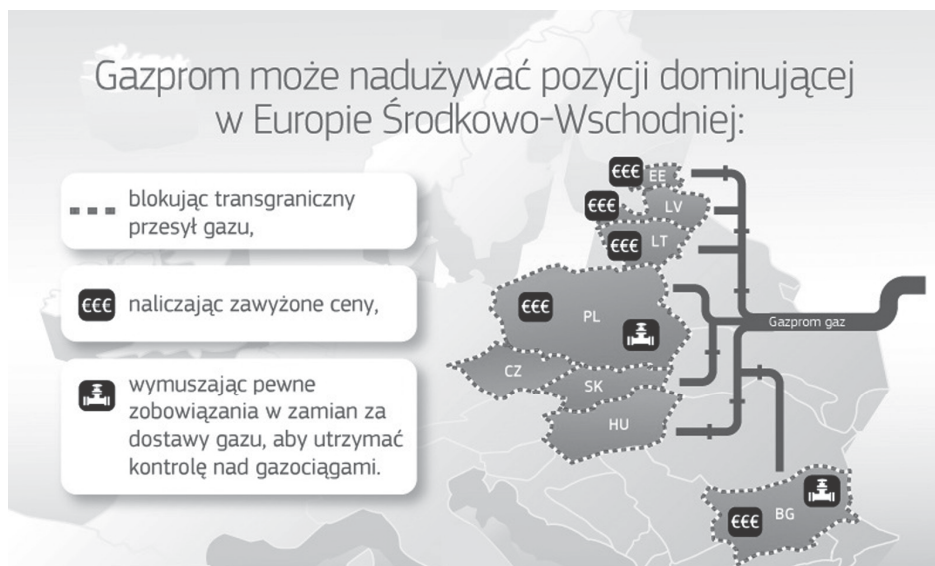 Gazprom może nadużywać pozycji dominującej
w Europie Środkowo-Wschodniej:
blokując transgraniczny
przesył gazu,
€€€ naliczając zawyżone ceny,
wymuszając pewne
zobowiązania w zamian za
dostawy gazu, aby utrzymać
kontrolę nad gazociągami.
€€€ EE
€€€ LV
€€€ LT
€€€ PL
Gazprom gaz
CZ
SK
HU
€€€ BG